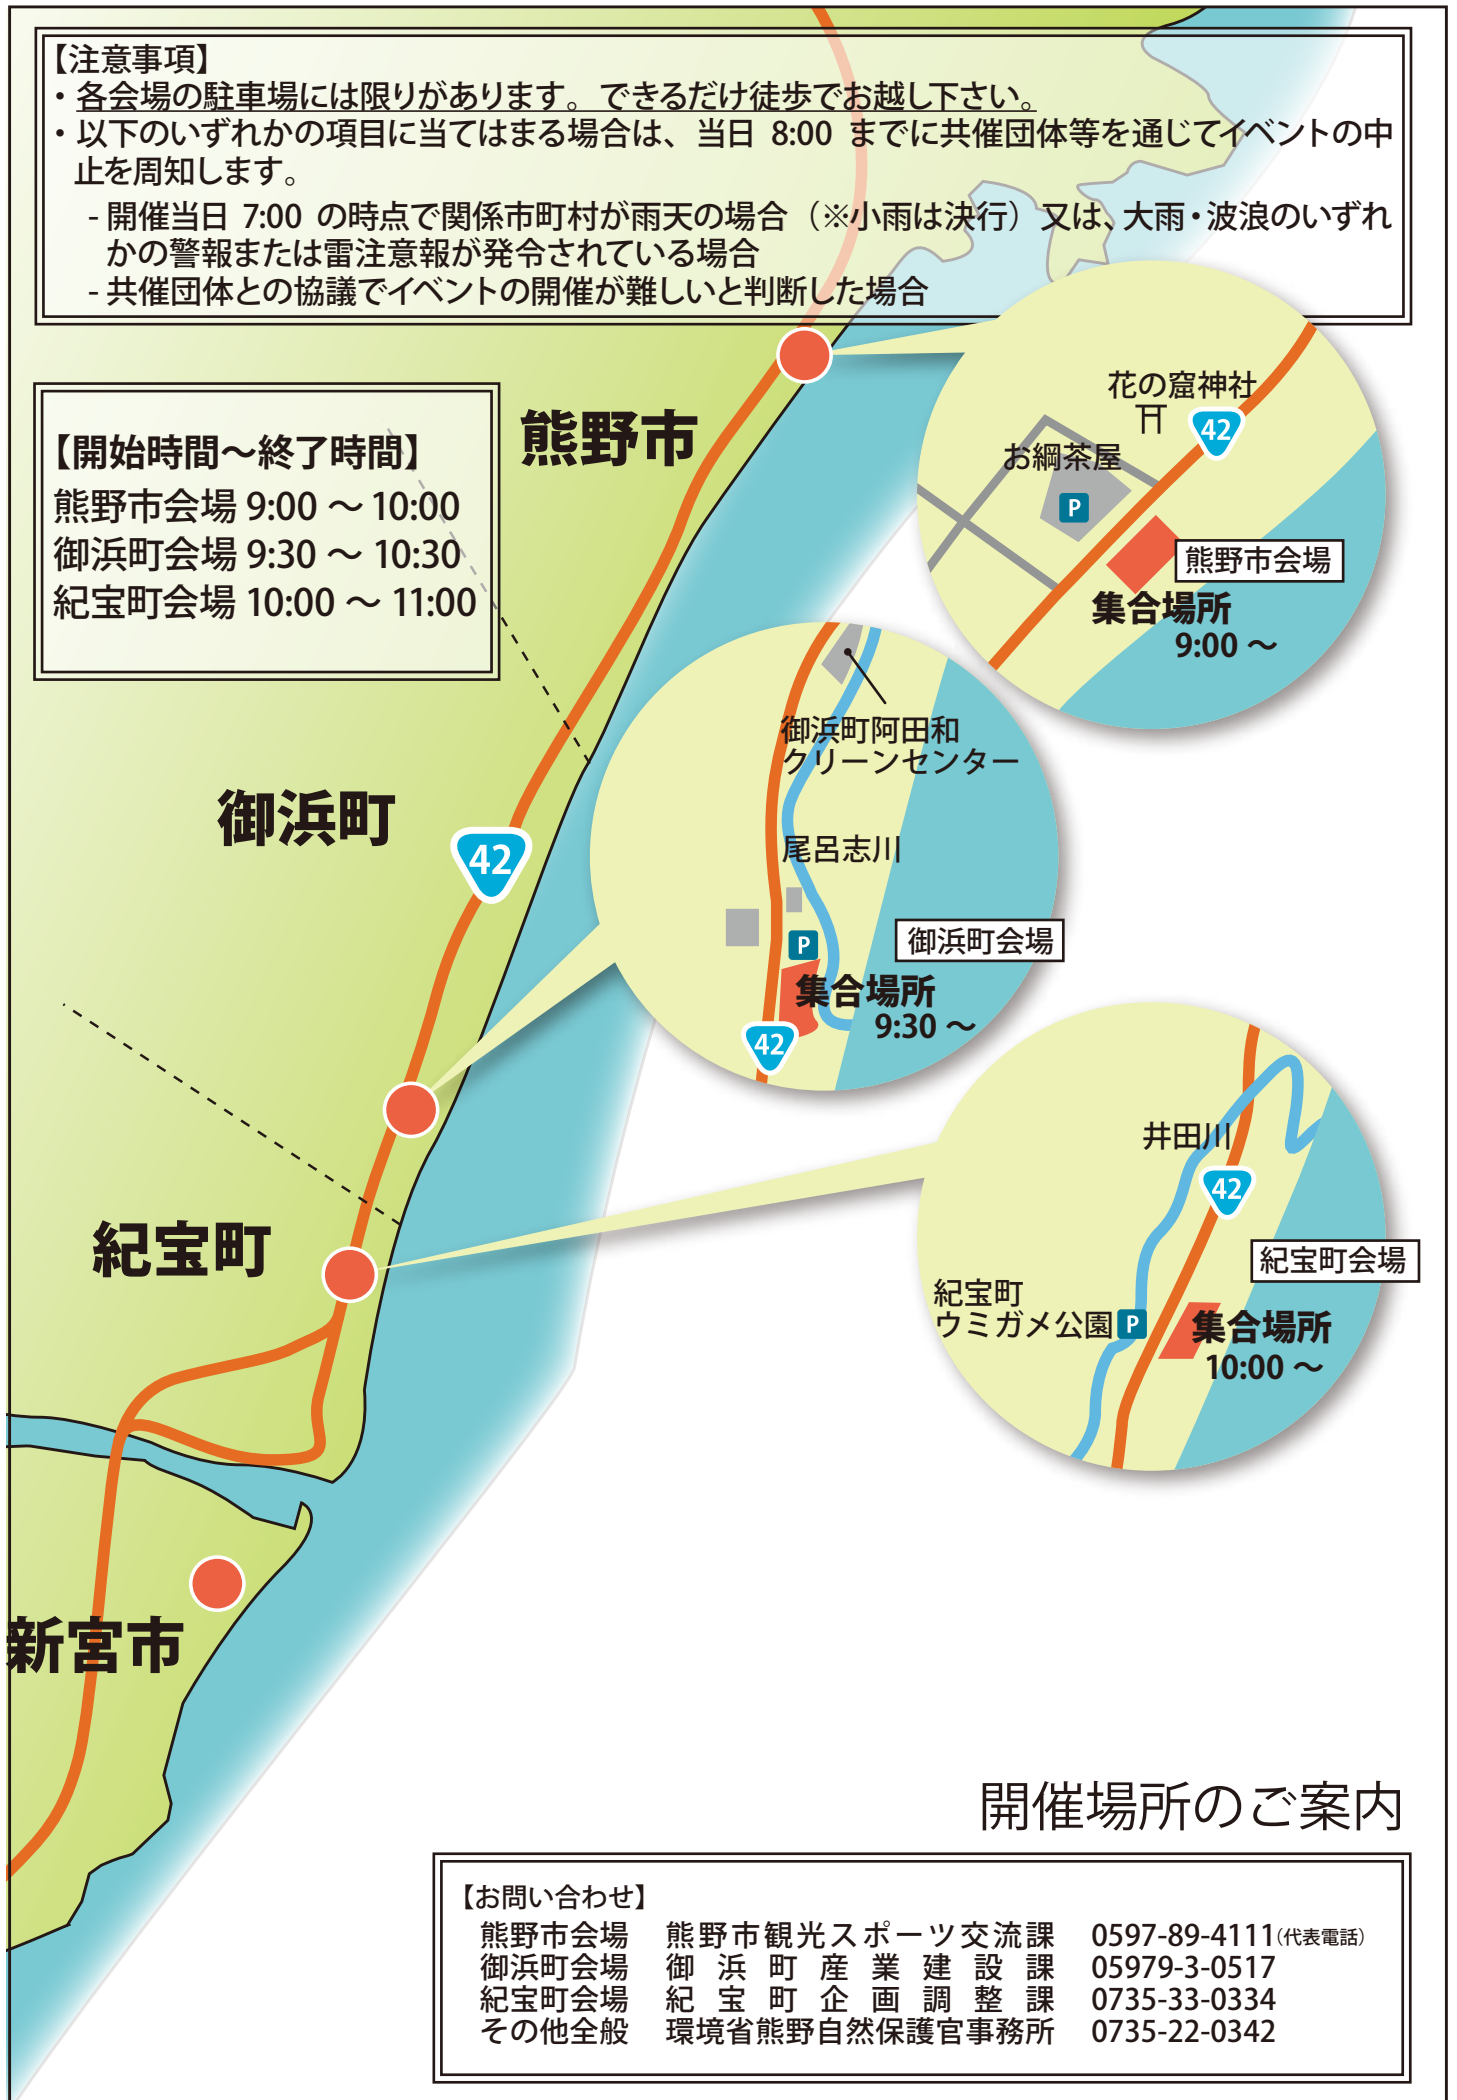 【注意事項】
・各会場の駐車場には限りがあります。できるだけ徒歩でお越し下さい。
・以下のいずれかの項目に当てはまる場合は、当日 8:00 までに共催団体等を通じてイベントの中
止を周知します。
- 開催当日 7:00 の時点で関係市町村が雨天の場合（※小雨は決行）又は、大雨・波浪のいずれ
かの警報または雷注意報が発令されている場合
- 共催団体との協議でイベントの開催が難しいと判断した場合
【開始時間～終了時間】
熊野市会場 9:00 ～ 10:00
御浜町会場 9:30 ～ 10:30
紀宝町会場 10:00 ～ 11:00
熊野市
花の窟神社
42
お綱茶屋
P
熊野市会場
集合場所
9:00 ～
御浜町阿田和
クリーンセンター
御浜町
42
尾呂志川
御浜町会場
P
集合場所
9:30 ～
42
井田川
42
紀宝町
紀宝町会場
紀宝町
ウミガメ公園
P
集合場所
10:00 ～
新宮市
開催場所のご案内
【お問い合わせ】
熊野市会場 熊野市観光スポーツ交流課 0597-89-4111(代表電話)
御浜町会場 御浜町産業建設課 05979-3-0517
紀宝町会場 紀宝町企画調整課 0735-33-0334
その他全般 環境省熊野自然保護官事務所 0735-22-0342